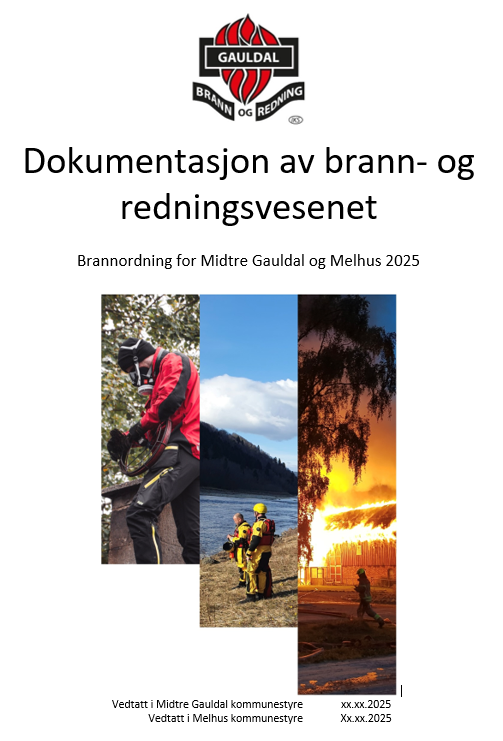 GAULDAL
BRANN OG REDNING
IKS
Dokumentasjon av brann- og
redningsvesenet
Brannordning for Midtre Gauldal og Melhus 2025
Vedtatt i Midtre Gauldal kommunestyre xx.xx.2025
Vedtatt i Melhus kommunestyre Xx.xx.2025